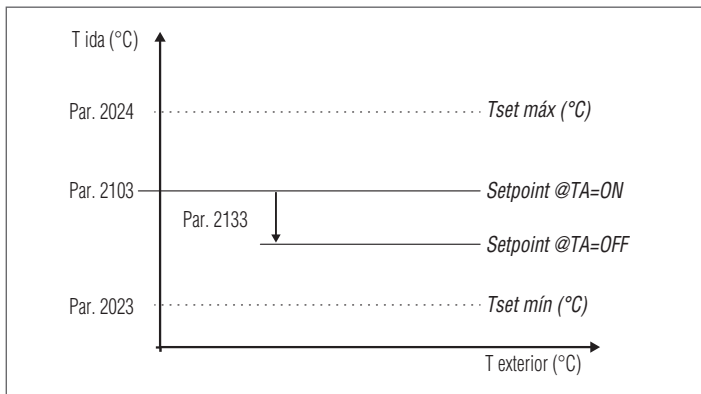 T ida (°C)
Par. 2024
Tset máx (°C)
Par. 2103
Setpoint @TA=ON
Par. 2133
Setpoint @TA=OFF
Par. 2023
Tset mín (°C)
T exterior (°C)